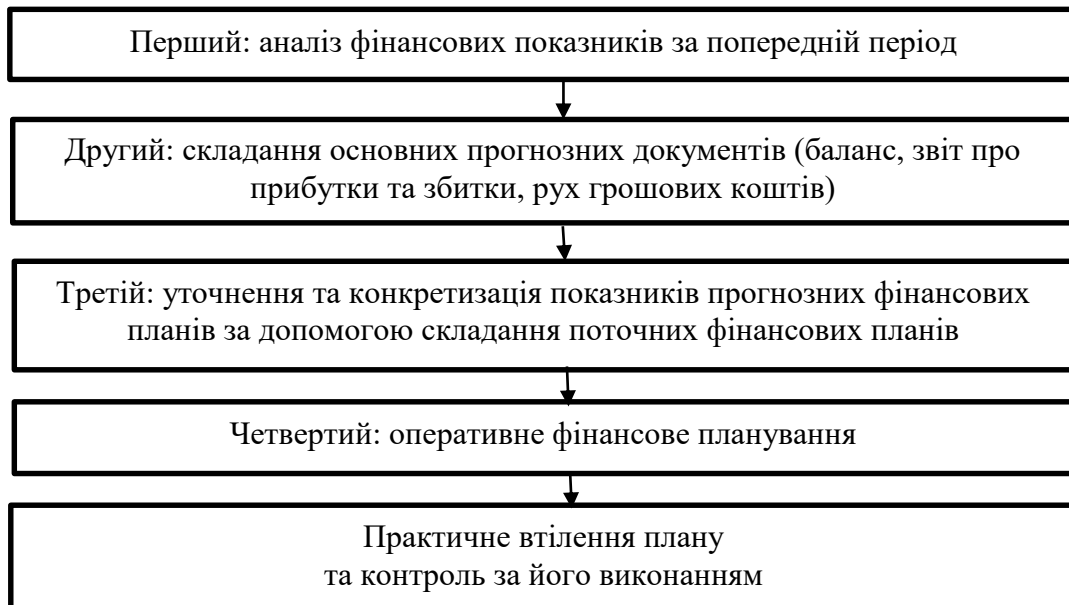 Перший: аналіз фінансових показників за попередній період
Другий: складання основних прогнозних документів (баланс, звіт про
прибутки та збитки, рух грошових коштів)
Третій: уточнення та конкретизація показників прогнозних фінансових
планів за допомогою складання поточних фінансових планів
Четвертий: оперативне фінансове планування
Практичне втілення плану
та контроль за його виконанням